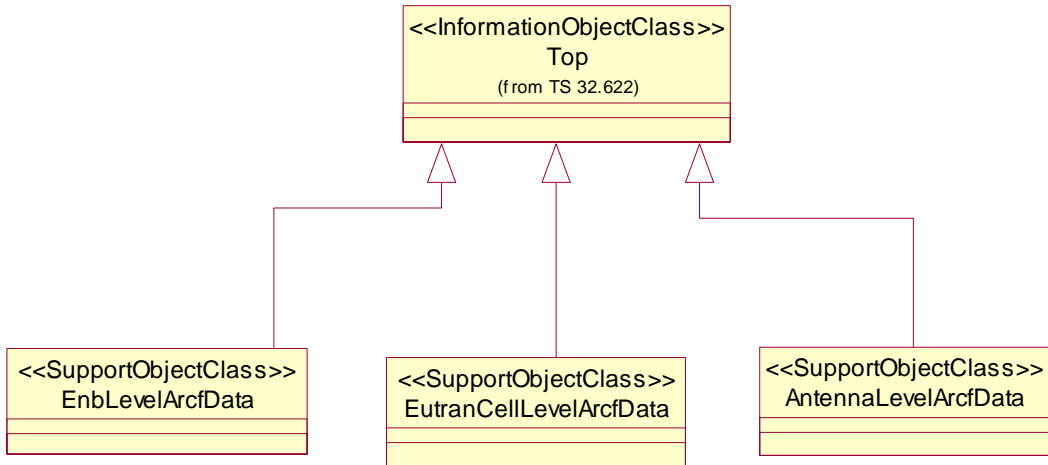 <<InformationObjectClass>>
Top
(from TS 32.622)
<<SupportObjectClass>>
EnbLevelArcfData
<<SupportObjectClass>>
EutranCellLevelArcfData
<<SupportObjectClass>>
AntennaLevelArcfData